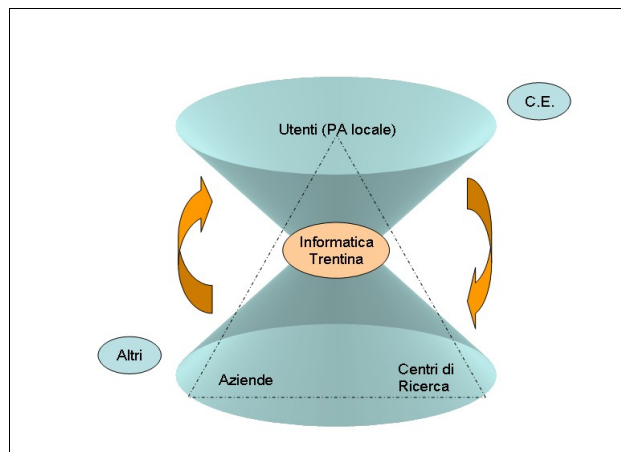 C.E.
Utenti (PA locale)
Informatica
Trentina
Altri
Aziende
Centri di
Ricerca